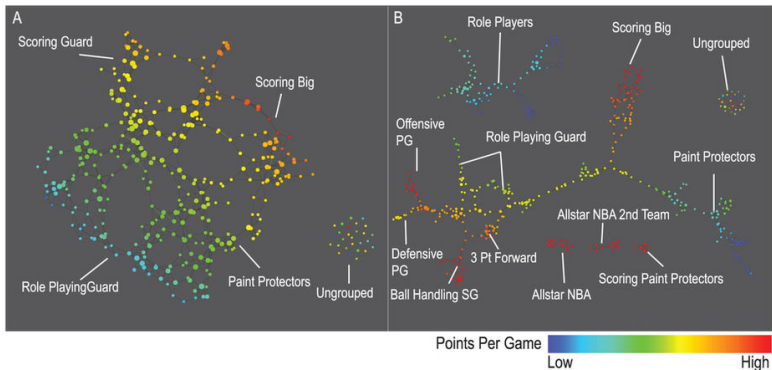 A
Scoring Guard
Scoring Big
Role PlayingGuard
Paint Protectors
Ungrouped
B
Role Players
Scoring Big
Ungrouped
Offensive
PG
Role Playing Guard
Paint Protectors
Allstar NBA 2nd Team
Defensive
PG
3 Pt Forward
Ball Handling SG
Allstar NBA
Scoring Paint Protectors
Points Per Game
Low
High